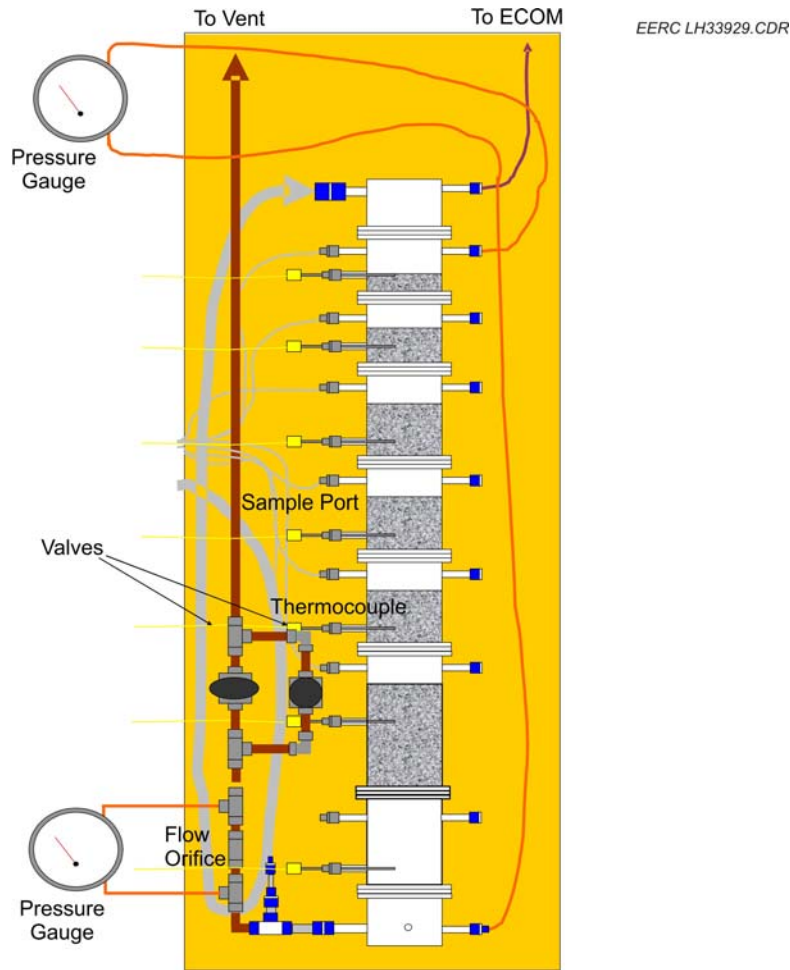 To Vent
To ECOM
EERC LH33929.CDR
Pressure
Gauge
Sample Port
Valves
Thermocouple
Flow
Orifice
Pressure
Gauge